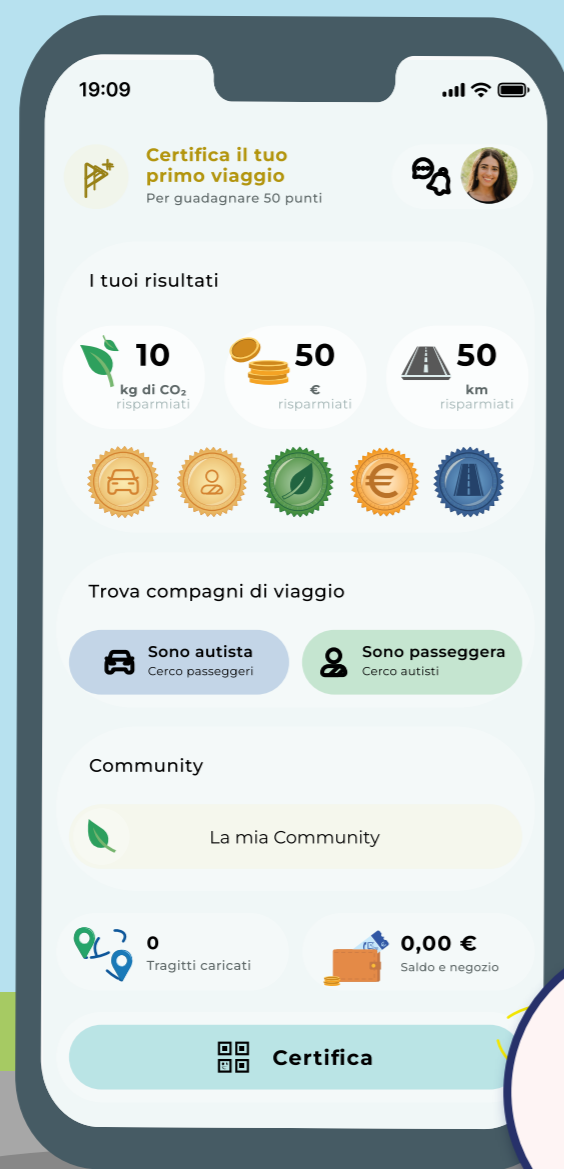 19:09
Certifica il tuo
primo viaggio
Per guadagnare 50 punti
I tuoi risultati
10
kg di CO₂
risparmiati
50
€
risparmiati
50
km
risparmiati
€
Trova compagni di viaggio
Sono autista
Cerco passeggeri
Sono passeggera
Cerco autisti
Community
La mia Community
0
Tragitti caricati
0,00 €
Saldo e negozio
Certifica